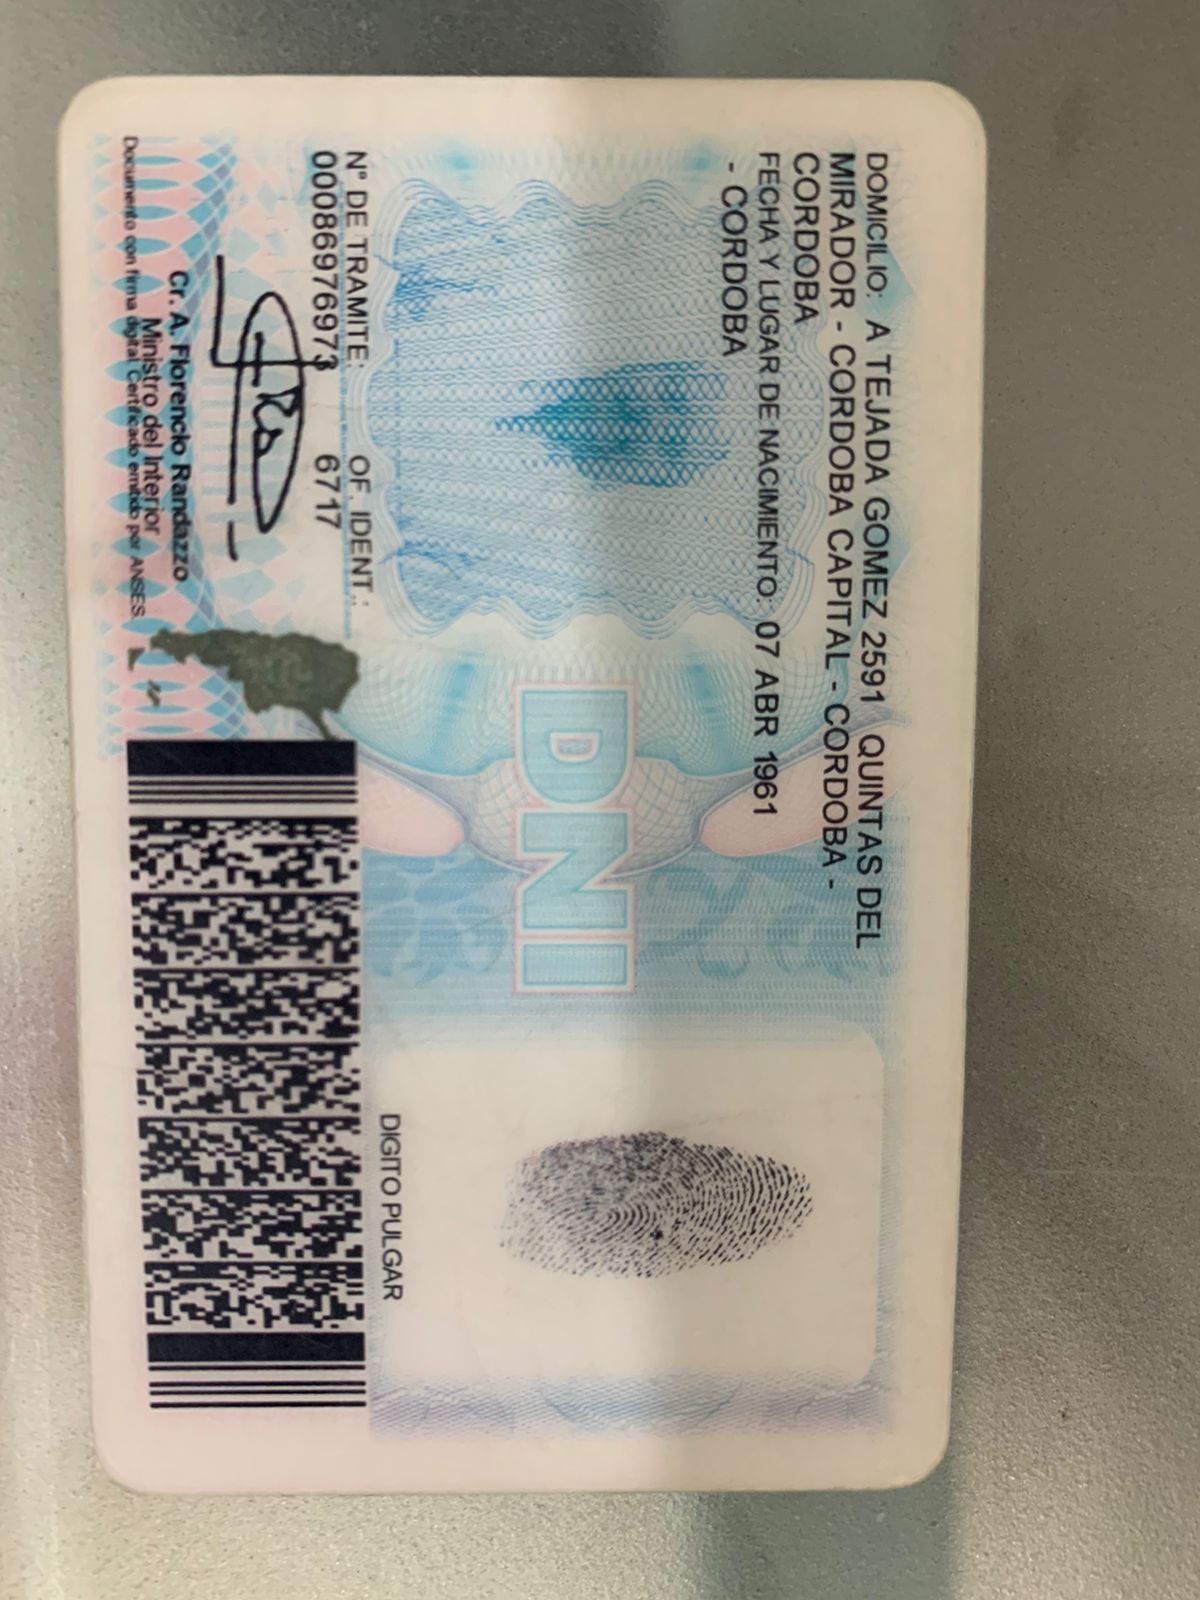 DOMICILIO: A TEJADA GOMEZ 2591 QUINTAS DEL
MIRADOR - CORDOBA CAPITAL - CORDOBA -
CORDOBA
FECHA Y LUGAR DE NACIMIENTO: 07 ABR 1961
- CORDOBA
DNI
N° DE TRAMITE: OF. IDENT.:
00086976973 6717
Cr. A. Florencio Randazzo
Ministro del Interior
Documento con firma digital. Certificado emitido por ANSES.
DIGITO PULGAR